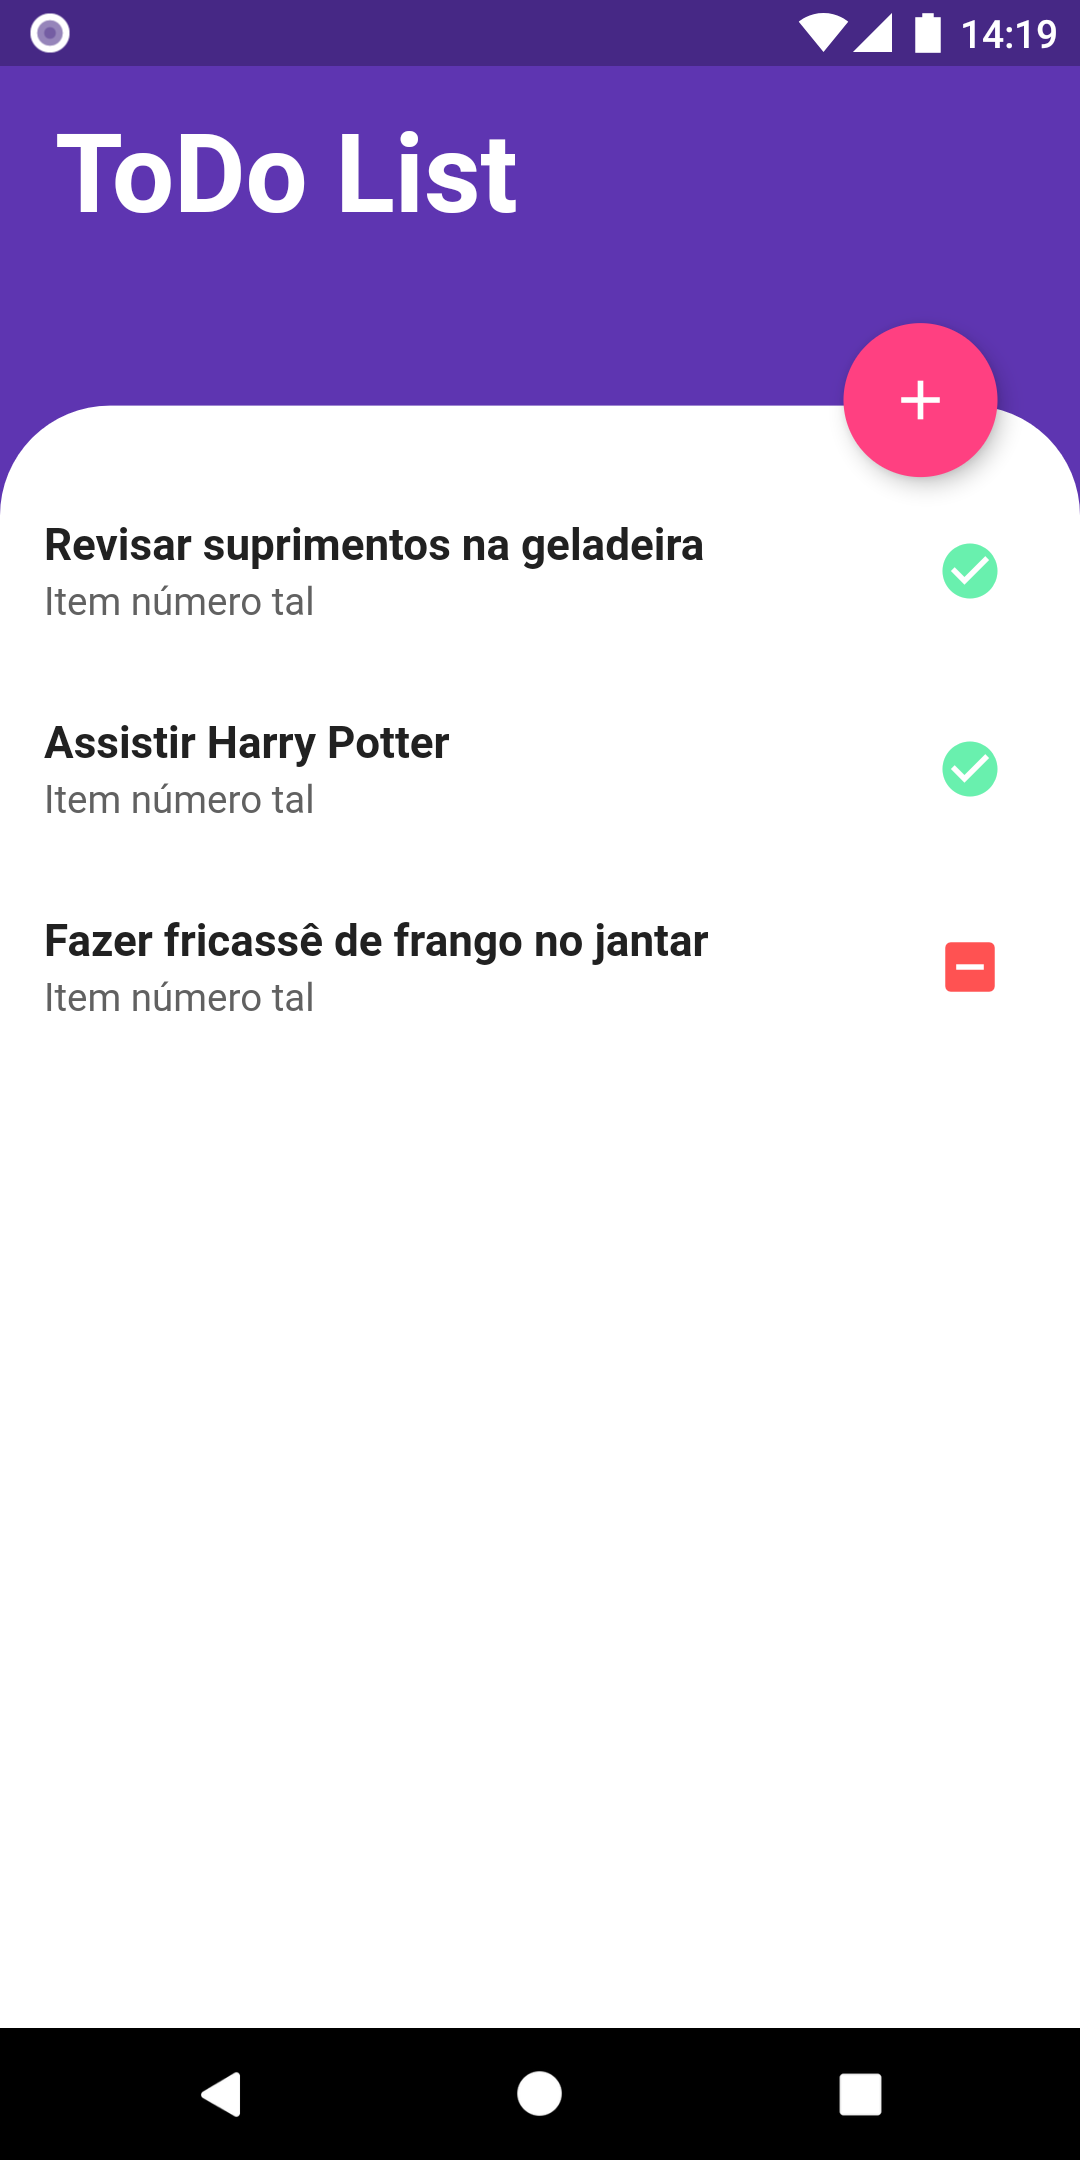 14:19
ToDo List
Revisar suprimentos na geladeira
Item número tal
Assistir Harry Potter
Item número tal
Fazer fricassê de frango no jantar
Item número tal